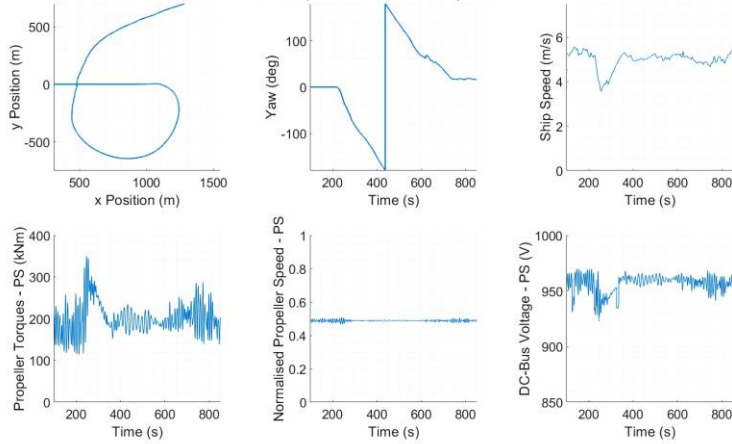 y Position (m)
500
0
-500
500 1000 1500
x Position (m)
Yaw (deg)
100
0
-100
200 400 600 800
Time (s)
Ship Speed (m/s)
6
4
2
0
200 400 600 800
Time (s)
Propeller Torques - PS (kNm)
400
300
200
100
0
200 400 600 800
Time (s)
Normalised Propeller Speed - PS
1
0.8
0.6
0.4
0.2
0
200 400 600 800
Time (s)
DC-Bus Voltage - PS (V)
1000
950
900
850
200 400 600 800
Time (s)